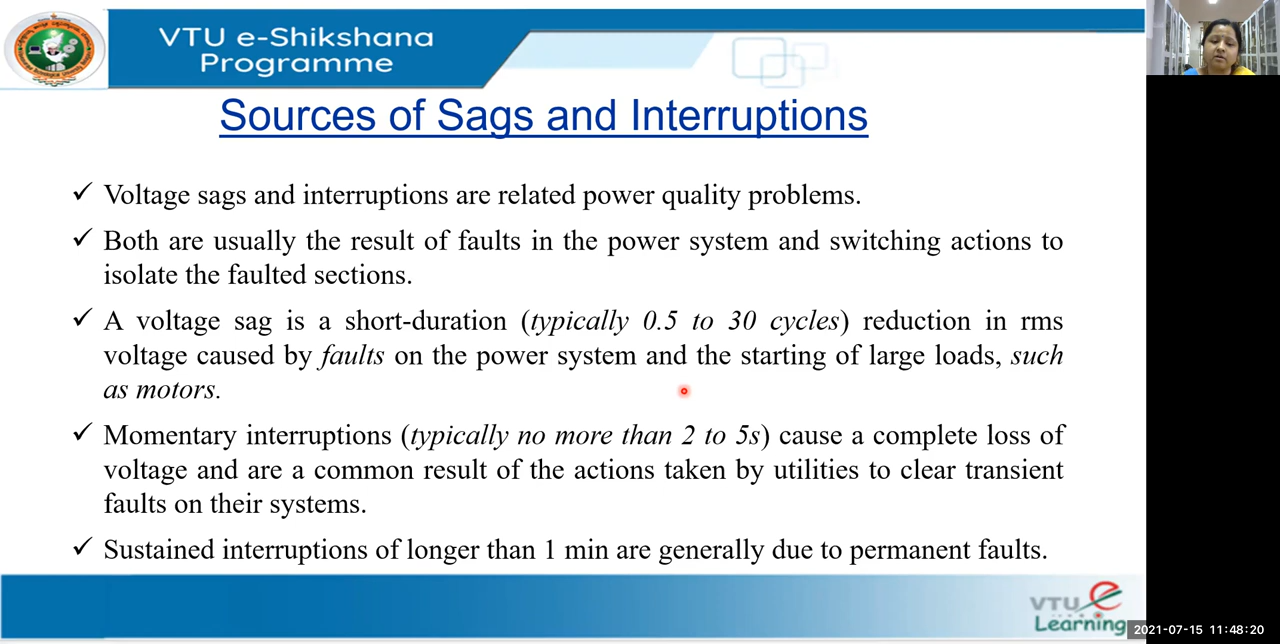 VTU e-Shikshana
Programme
Sources of Sags and Interruptions
✓ Voltage sags and interruptions are related power quality problems.
✓ Both are usually the result of faults in the power system and switching actions to
isolate the faulted sections.
✓ A voltage sag is a short-duration (typically 0.5 to 30 cycles) reduction in rms
voltage caused by faults on the power system and the starting of large loads, such
as motors.
✓ Momentary interruptions (typically no more than 2 to 5s) cause a complete loss of
voltage and are a common result of the actions taken by utilities to clear transient
faults on their systems.
✓ Sustained interruptions of longer than 1 min are generally due to permanent faults.
VTU e
Learning
2021-07-15 11:48:20